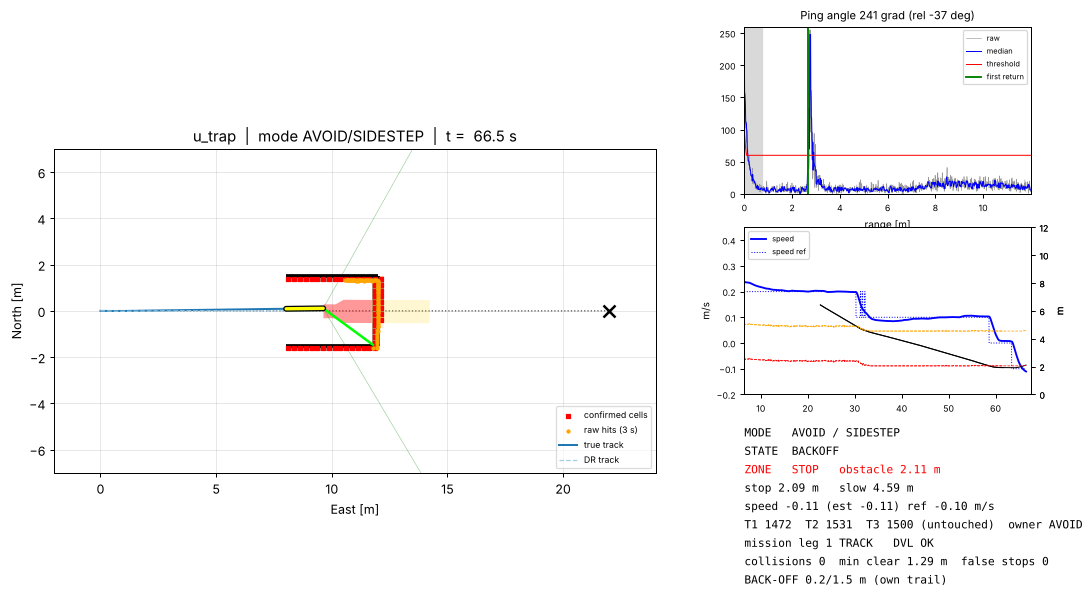 u_trap | mode AVOID/SIDESTEP | t = 66.5 s
North [m]
6
4
2
0
−2
−4
−6
0
5
10
15
20
East [m]
confirmed cells
raw hits (3 s)
true track
DR track
Ping angle 241 grad (rel -37 deg)
250
200
150
100
50
0
0
2
4
6
8
10
range [m]
raw
median
threshold
first return
m/s
0.4
0.3
0.2
0.1
0.0
−0.1
−0.2
10
20
30
40
50
60
12
10
8
6
4
2
0
m
speed
speed ref
MODE AVOID / SIDESTEP
STATE BACKOFF
ZONE STOP obstacle 2.11 m
stop 2.09 m slow 4.59 m
speed -0.11 (est -0.11) ref -0.10 m/s
T1 1472 T2 1531 T3 1500 (untouched) owner AVOID
mission leg 1 TRACK DVL OK
collisions 0 min clear 1.29 m false stops 0
BACK-OFF 0.2/1.5 m (own trail)